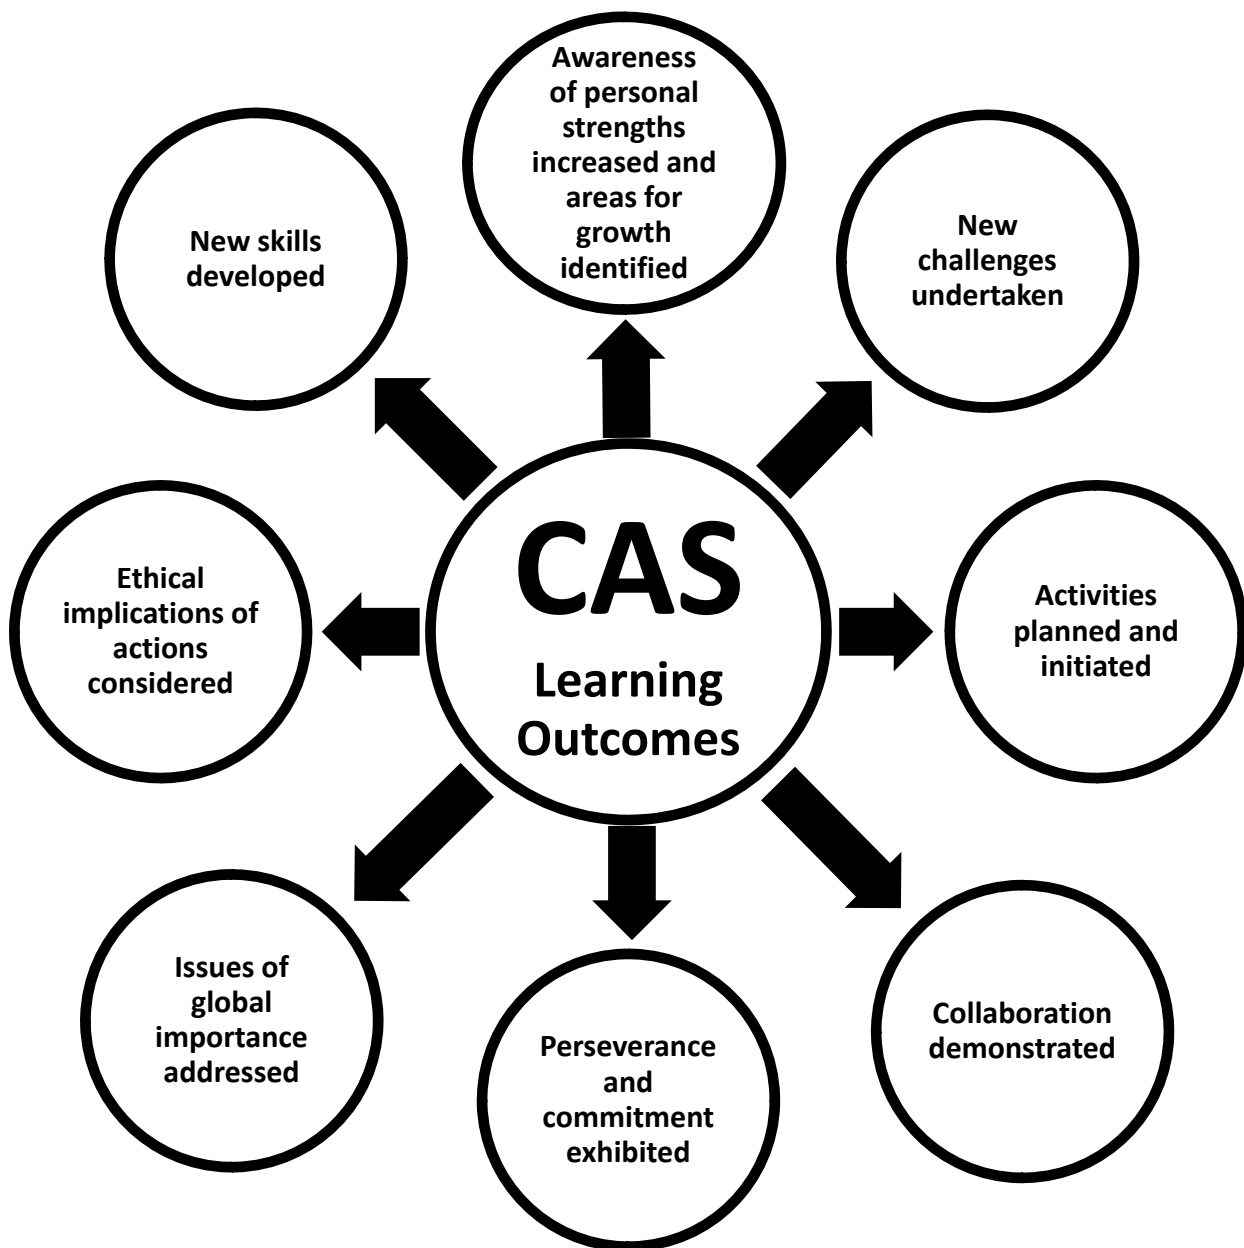 Awareness
of personal
strengths
increased and
areas for
growth
identified
New
challenges
undertaken
Activities
planned and
initiated
Collaboration
demonstrated
Perseverance
and
commitment
exhibited
Issues of
global
importance
addressed
Ethical
implications of
actions
considered
New skills
developed
CAS
Learning
Outcomes